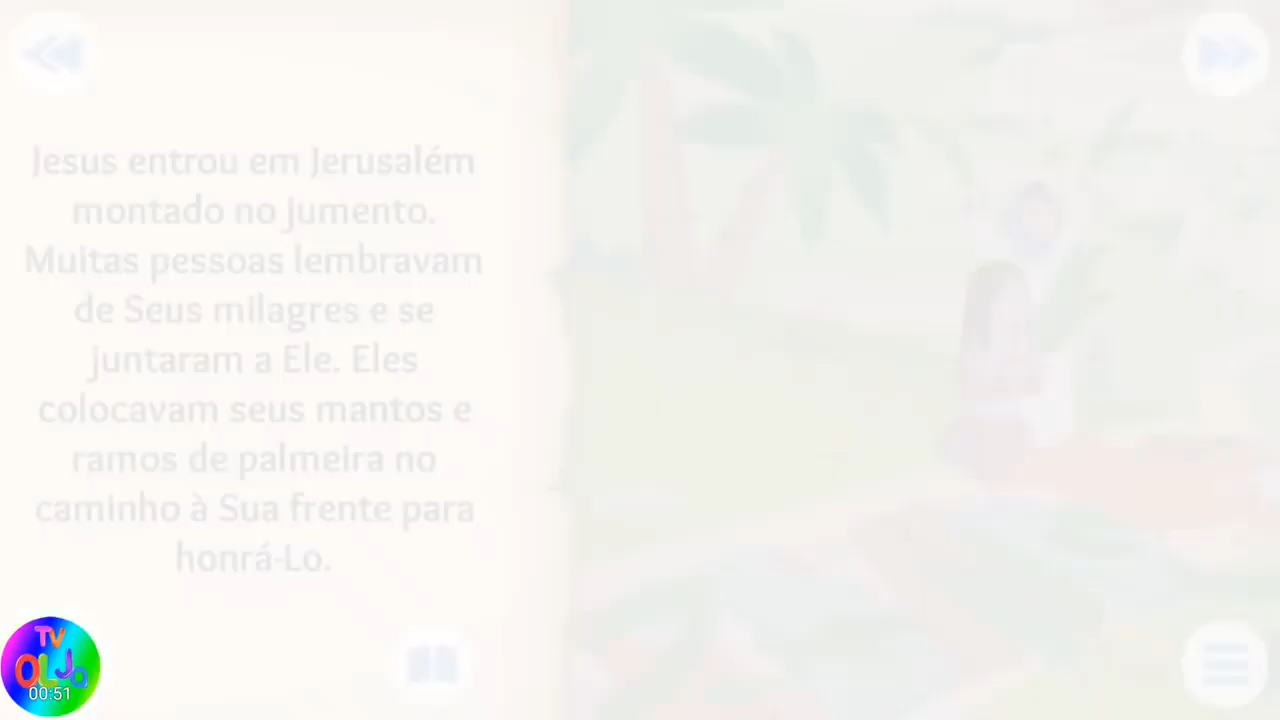 Jesus entrou em Jerusalém
montado no jumento.
Muitas pessoas lembravam
de Seus milagres e se
juntaram a Ele. Eles
colocavam seus mantos e
ramos de palmeira no
caminho à Sua frente para
honrá-Lo.
TV
OLJO
00:51